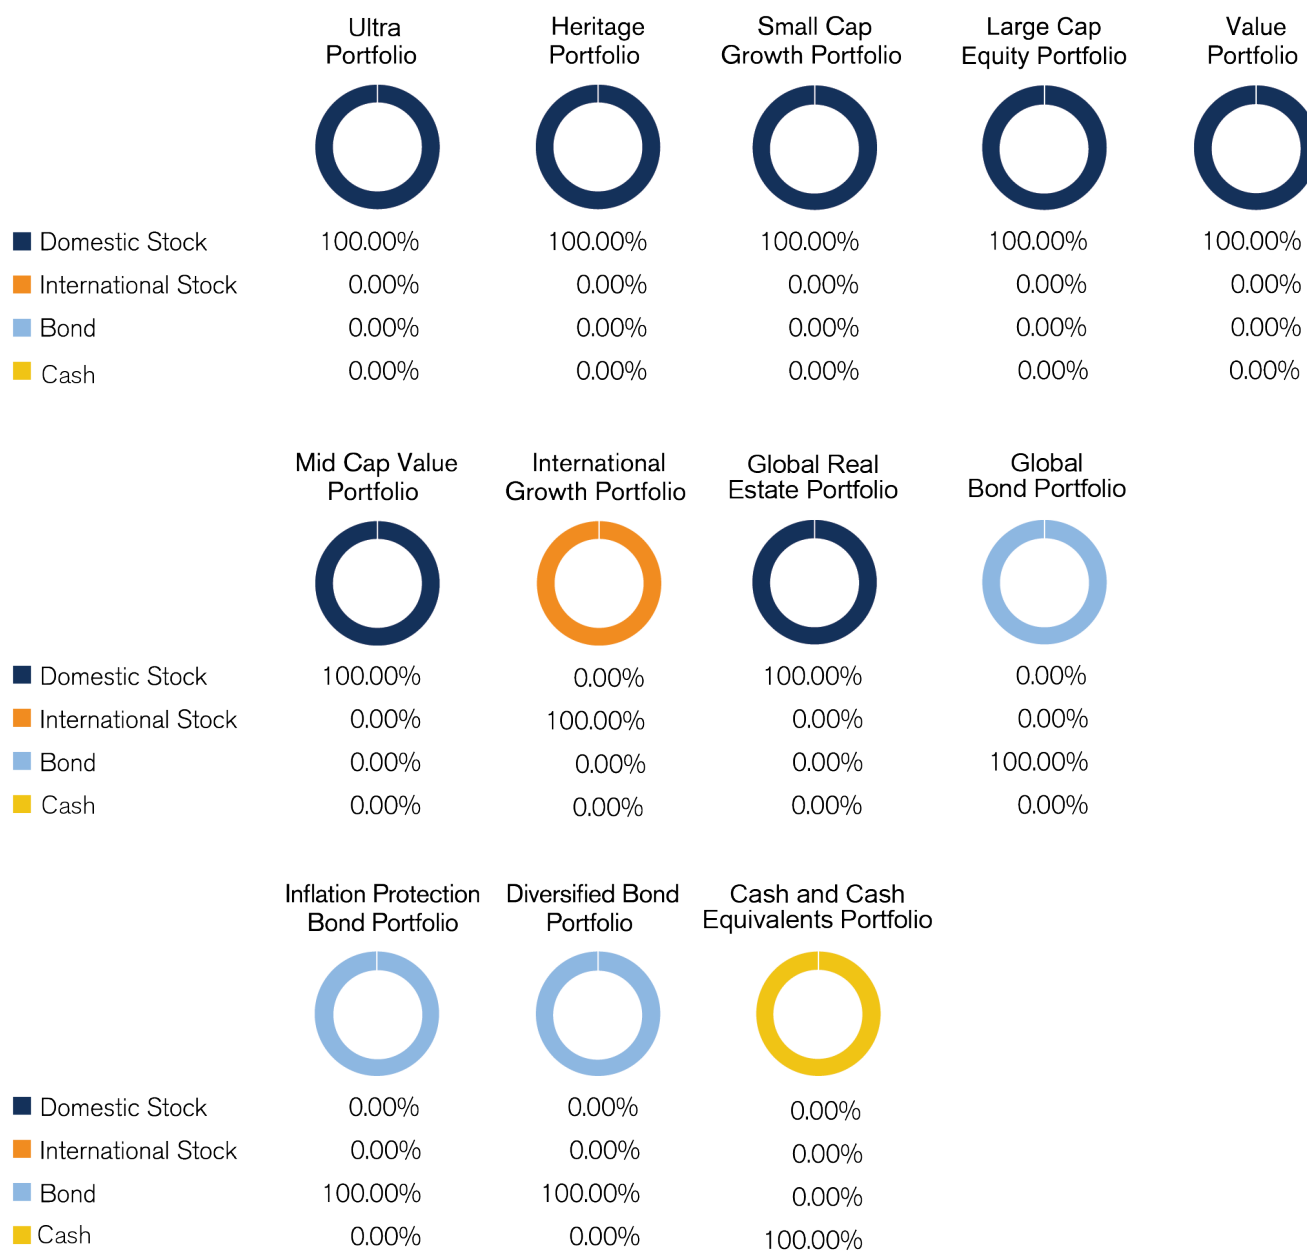 Ultra
Portfolio
Heritage
Portfolio
Small Cap
Growth Portfolio
Large Cap
Equity Portfolio
Value
Portfolio
Domestic Stock 100.00% 100.00% 100.00% 100.00% 100.00%
International Stock 0.00% 0.00% 0.00% 0.00% 0.00%
Bond 0.00% 0.00% 0.00% 0.00% 0.00%
Cash 0.00% 0.00% 0.00% 0.00% 0.00%
Mid Cap Value
Portfolio
International
Growth Portfolio
Global Real
Estate Portfolio
Global
Bond Portfolio
Domestic Stock 100.00% 0.00% 100.00% 0.00%
International Stock 0.00% 100.00% 0.00% 0.00%
Bond 0.00% 0.00% 0.00% 100.00%
Cash 0.00% 0.00% 0.00% 0.00%
Inflation Protection
Bond Portfolio
Diversified Bond
Portfolio
Cash and Cash
Equivalents Portfolio
Domestic Stock 0.00% 0.00% 0.00%
International Stock 0.00% 0.00% 0.00%
Bond 100.00% 100.00% 0.00%
Cash 0.00% 0.00% 100.00%